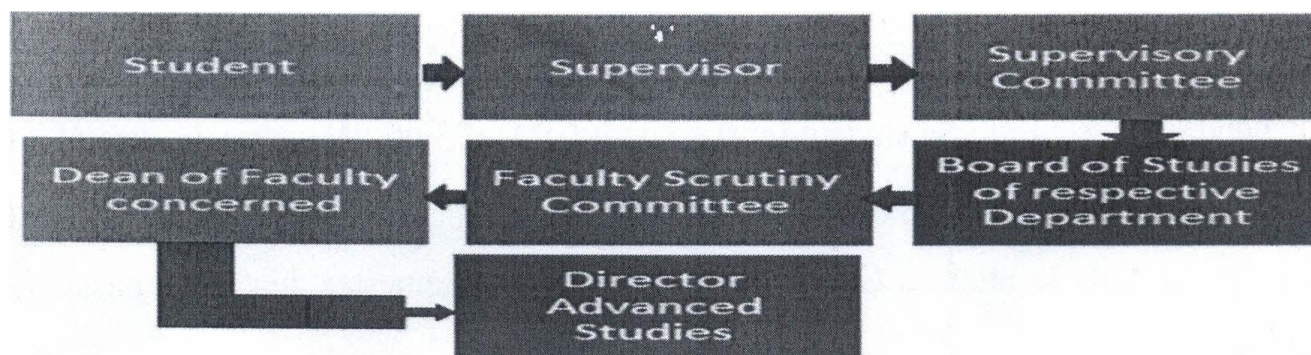 Student
Supervisor
Supervisory
Committee
Board of Studies
of respective
Department
Faculty Scrutiny
Committee
Dean of Faculty
concerned
Director
Advanced
Studies